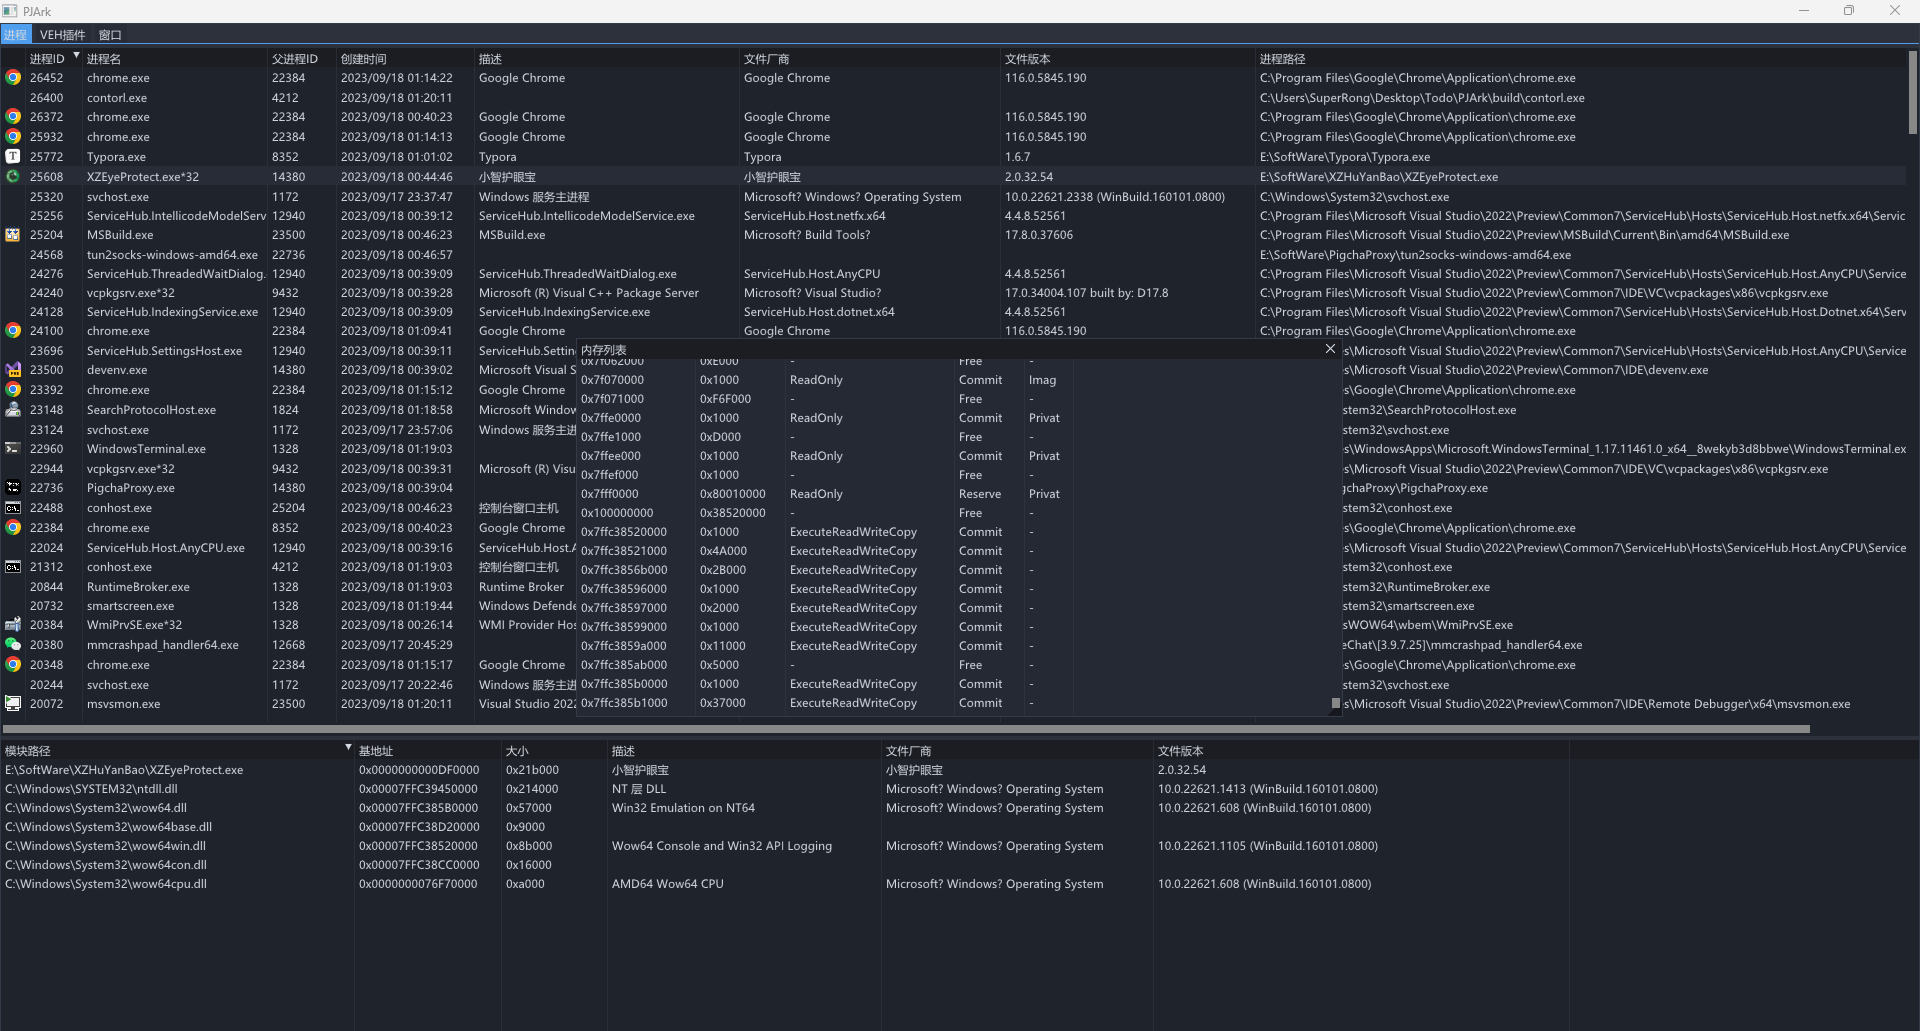 PJArk
进程 VEH插件 窗口
进程ID 进程名 父进程ID 创建时间 描述 文件厂商 文件版本 进程路径
26452 chrome.exe 22384 2023/09/18 01:14:22 Google Chrome Google Chrome 116.0.5845.190 C:\Program Files\Google\Chrome\Application\chrome.exe
26400 contorl.exe 4212 2023/09/18 01:20:11 C:\Users\SuperRong\Desktop\Todo\PJArk\build\contorl.exe
26372 chrome.exe 22384 2023/09/18 00:40:23 Google Chrome Google Chrome 116.0.5845.190 C:\Program Files\Google\Chrome\Application\chrome.exe
25932 chrome.exe 22384 2023/09/18 01:14:13 Google Chrome Google Chrome 116.0.5845.190 C:\Program Files\Google\Chrome\Application\chrome.exe
25772 Typora.exe 8352 2023/09/18 01:01:02 Typora Typora 1.6.7 E:\SoftWare\Typora\Typora.exe
25608 XZEyeProtect.exe*32 14380 2023/09/18 00:44:46 小智护眼宝 小智护眼宝 2.0.32.54 E:\SoftWare\XZHuYanBao\XZEyeProtect.exe
25320 svchost.exe 1172 2023/09/17 23:37:47 Windows 服务主进程 Microsoft? Windows? Operating System 10.0.22621.2338 (WinBuild.160101.0800) C:\Windows\System32\svchost.exe
25256 ServiceHub.IntellicodeModelServ 12940 2023/09/18 00:39:12 ServiceHub.IntellicodeModelService.exe ServiceHub.Host.netfx.x64 4.4.8.52561 C:\Program Files\Microsoft Visual Studio\2022\Preview\Common7\ServiceHub\Hosts\ServiceHub.Host.netfx.x64\Servic
25204 MSBuild.exe 23500 2023/09/18 00:46:23 MSBuild.exe Microsoft? Build Tools? 17.8.0.37606 C:\Program Files\Microsoft Visual Studio\2022\Preview\MSBuild\Current\Bin\amd64\MSBuild.exe
24568 tun2socks-windows-amd64.exe 22736 2023/09/18 00:46:57 E:\SoftWare\PigchaProxy\tun2socks-windows-amd64.exe
24276 ServiceHub.ThreadedWaitDialog. 12940 2023/09/18 00:39:09 ServiceHub.ThreadedWaitDialog.exe ServiceHub.Host.AnyCPU 4.4.8.52561 C:\Program Files\Microsoft Visual Studio\2022\Preview\Common7\ServiceHub\Hosts\ServiceHub.Host.AnyCPU\Service
24240 vcpkgsrv.exe*32 9432 2023/09/18 00:39:28 Microsoft (R) Visual C++ Package Server Microsoft? Visual Studio? 17.0.34004.107 built by: D17.8 C:\Program Files\Microsoft Visual Studio\2022\Preview\Common7\IDE\VC\vcpackages\x86\vcpkgsrv.exe
24128 ServiceHub.IndexingService.exe 12940 2023/09/18 00:39:09 ServiceHub.IndexingService.exe ServiceHub.Host.dotnet.x64 4.4.8.52561 C:\Program Files\Microsoft Visual Studio\2022\Preview\Common7\ServiceHub\Hosts\ServiceHub.Host.Dotnet.x64\Serv
24100 chrome.exe 22384 2023/09/18 01:09:41 Google Chrome Google Chrome 116.0.5845.190 C:\Program Files\Google\Chrome\Application\chrome.exe
23696 ServiceHub.SettingsHost.exe 12940 2023/09/18 00:39:11 ServiceHub.Settin s\Microsoft Visual Studio\2022\Preview\Common7\ServiceHub\Hosts\ServiceHub.Host.AnyCPU\Service
23500 devenv.exe 14380 2023/09/18 00:39:02 Microsoft Visual S s\Microsoft Visual Studio\2022\Preview\Common7\IDE\devenv.exe
23392 chrome.exe 22384 2023/09/18 01:15:12 Google Chrome s\Google\Chrome\Application\chrome.exe
23148 SearchProtocolHost.exe 1824 2023/09/18 01:18:58 Microsoft Window stem32\SearchProtocolHost.exe
23124 svchost.exe 1172 2023/09/17 23:57:06 Windows 服务主进 stem32\svchost.exe
22960 WindowsTerminal.exe 1328 2023/09/18 01:19:03 s\WindowsApps\Microsoft.WindowsTerminal_1.17.11461.0_x64__8wekyb3d8bbwe\WindowsTerminal.ex
22944 vcpkgsrv.exe*32 9432 2023/09/18 00:39:31 Microsoft (R) Visu s\Microsoft Visual Studio\2022\Preview\Common7\IDE\VC\vcpackages\x86\vcpkgsrv.exe
22736 PigchaProxy.exe 14380 2023/09/18 00:39:04 gchaProxy\PigchaProxy.exe
22488 conhost.exe 25204 2023/09/18 00:46:23 控制台窗口主机 stem32\conhost.exe
22384 chrome.exe 8352 2023/09/18 00:40:23 Google Chrome s\Google\Chrome\Application\chrome.exe
22024 ServiceHub.Host.AnyCPU.exe 12940 2023/09/18 00:39:16 ServiceHub.Host.A s\Microsoft Visual Studio\2022\Preview\Common7\ServiceHub\Hosts\ServiceHub.Host.AnyCPU\Service
21312 conhost.exe 4212 2023/09/18 01:19:03 控制台窗口主机 stem32\conhost.exe
20844 RuntimeBroker.exe 1328 2023/09/18 01:19:03 Runtime Broker stem32\RuntimeBroker.exe
20732 smartscreen.exe 1328 2023/09/18 01:19:44 Windows Defende stem32\smartscreen.exe
20384 WmiPrvSE.exe*32 1328 2023/09/18 00:26:14 WMI Provider Hos sWOW64\wbem\WmiPrvSE.exe
20380 mmcrashpad_handler64.exe 12668 2023/09/17 20:45:29 eChat\[3.9.7.25]\mmcrashpad_handler64.exe
20348 chrome.exe 22384 2023/09/18 01:15:17 Google Chrome s\Google\Chrome\Application\chrome.exe
20244 svchost.exe 1172 2023/09/17 20:22:46 Windows 服务主进 stem32\svchost.exe
20072 msvsmon.exe 23500 2023/09/18 01:20:11 Visual Studio 2022 s\Microsoft Visual Studio\2022\Preview\Common7\IDE\Remote Debugger\x64\msvsmon.exe
内存列表
0x7f062000 0xE000 - Free -
0x7f070000 0x1000 ReadOnly Commit Imag
0x7f071000 0xF6F000 - Free -
0x7ffe0000 0x1000 ReadOnly Commit Privat
0x7ffe1000 0xD000 - Free -
0x7ffee000 0x1000 ReadOnly Commit Privat
0x7ffef000 0x1000 - Free -
0x7fff0000 0x80010000 ReadOnly Reserve Privat
0x100000000 0x38520000 - Free -
0x7ffc38520000 0x1000 ExecuteReadWriteCopy Commit -
0x7ffc38521000 0x4A000 ExecuteReadWriteCopy Commit -
0x7ffc3856b000 0x2B000 ExecuteReadWriteCopy Commit -
0x7ffc38596000 0x1000 ExecuteReadWriteCopy Commit -
0x7ffc38597000 0x2000 ExecuteReadWriteCopy Commit -
0x7ffc38599000 0x1000 ExecuteReadWriteCopy Commit -
0x7ffc3859a000 0x11000 ExecuteReadWriteCopy Commit -
0x7ffc385ab000 0x5000 - Free -
0x7ffc385b0000 0x1000 ExecuteReadWriteCopy Commit -
0x7ffc385b1000 0x37000 ExecuteReadWriteCopy Commit -
模块路径 基地址 大小 描述 文件厂商 文件版本
E:\SoftWare\XZHuYanBao\XZEyeProtect.exe 0x0000000000DF0000 0x21b000 小智护眼宝 小智护眼宝 2.0.32.54
C:\Windows\SYSTEM32\ntdll.dll 0x00007FFC39450000 0x214000 NT 层 DLL Microsoft? Windows? Operating System 10.0.22621.1413 (WinBuild.160101.0800)
C:\Windows\System32\wow64.dll 0x00007FFC385B0000 0x57000 Win32 Emulation on NT64 Microsoft? Windows? Operating System 10.0.22621.608 (WinBuild.160101.0800)
C:\Windows\System32\wow64base.dll 0x00007FFC38D20000 0x9000
C:\Windows\System32\wow64win.dll 0x00007FFC38520000 0x8b000 Wow64 Console and Win32 API Logging Microsoft? Windows? Operating System 10.0.22621.1105 (WinBuild.160101.0800)
C:\Windows\System32\wow64con.dll 0x00007FFC38CC0000 0x16000
C:\Windows\System32\wow64cpu.dll 0x0000000076F70000 0xa000 AMD64 Wow64 CPU Microsoft? Windows? Operating System 10.0.22621.608 (WinBuild.160101.0800)